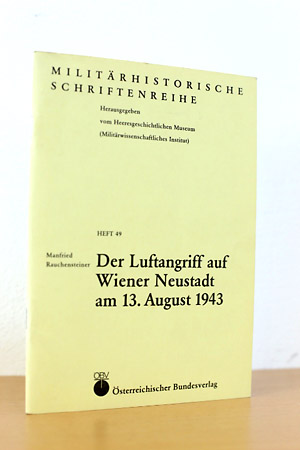 MILITÄRHISTORISCHE
SCHRIFTENREIHE
Herausgegeben
vom Heeresgeschichtlichen Museum
(Militärwissenschaftliches Institut)
HEFT 49
Manfried
Rauchensteiner
Der Luftangriff auf
Wiener Neustadt
am 13. August 1943
ÖBV
Österreichischer Bundesverlag